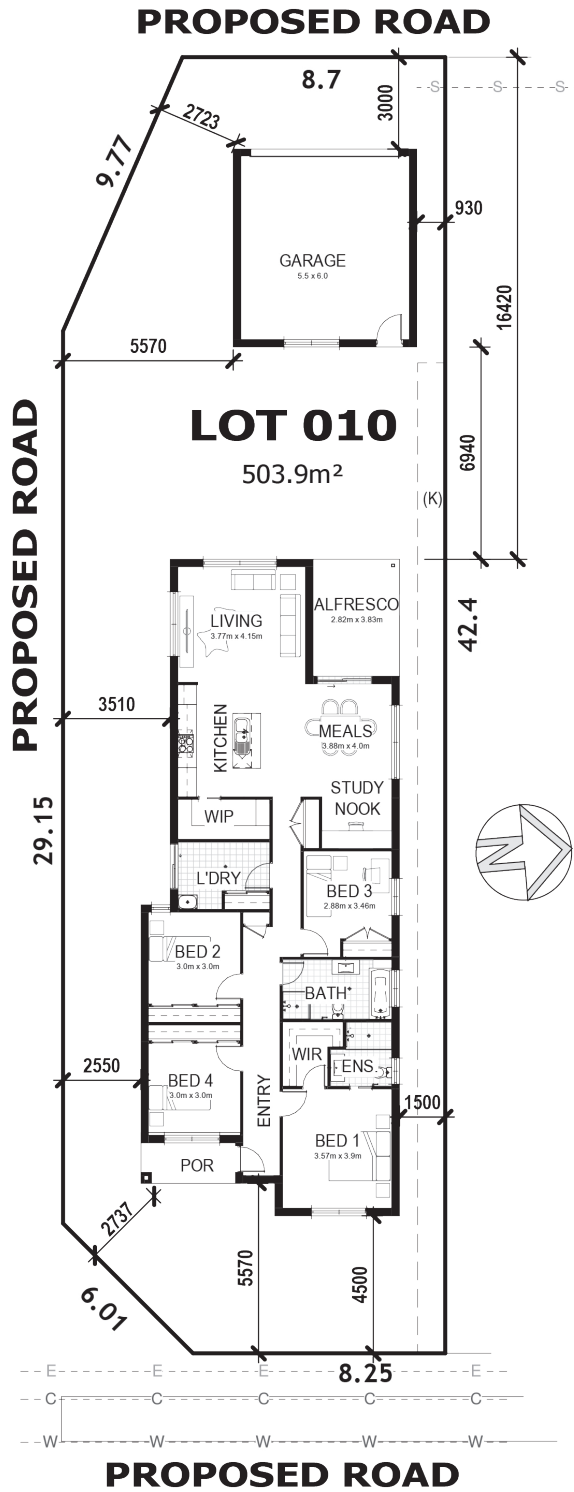 PROPOSED ROAD
8.7
S S S
3000
2723
9.77
930
GARAGE
5.5 x 6.0
16420
5570
LOT 010
503.9m²
6940
(K)
PROPOSED ROAD
LIVING
3.77m x 4.15m
ALFRESCO
2.82m x 3.83m
42.4
3510
KITCHEN
MEALS
3.88m x 4.0m
STUDY
NOOK
WIP
29.15
L'DRY
BED 3
2.88m x 3.46m
N
BED 2
3.0m x 3.0m
BATH
WIR
ENS.
2550
BED 4
3.0m x 3.0m
ENTRY
1500
BED 1
3.57m x 3.9m
POR
2737
5570
4500
6.01
8.25
E E E E E
C C C C C
W W W W W
PROPOSED ROAD